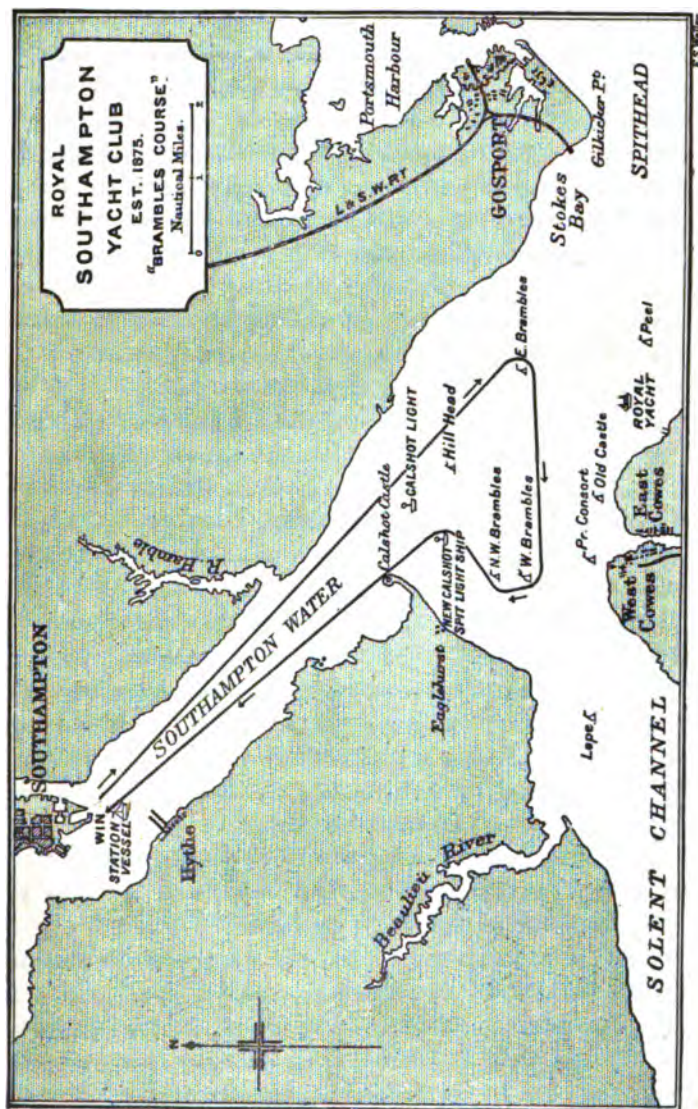 ROYAL
SOUTHAMPTON
YACHT CLUB
EST. 1875.
"BRAMBLES COURSE".
Nautical Miles.
0 1 2
SOUTHAMPTON
WIN
STATION
VESSEL
Hythe
R. Hamble
SOUTHAMPTON WATER
Portsmouth
Harbour
L & S. W. Ry
GOSPORT
Gilkicker Pt.
Stokes
Bay
SPITHEAD
Calshot Castle
CALSHOT LIGHT
Hill Head
E. Brambles
NEW CALSHOT
SPIT LIGHT SHIP
N.W. Brambles
W. Brambles
Eaglehurst
Beaulieu
River
N
Lepe
Pr. Consort
Old Castle
ROYAL
YACHT
Peel
West
Cowes
East
Cowes
SOLENT CHANNEL